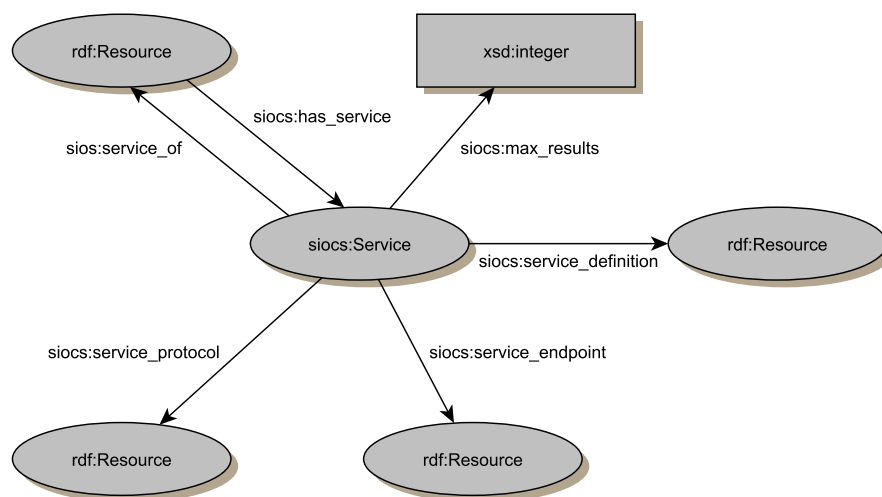 rdf:Resource
xsd:integer
siocs:has_service
sios:service_of
siocs:max_results
siocs:Service
rdf:Resource
siocs:service_definition
siocs:service_protocol
siocs:service_endpoint
rdf:Resource
rdf:Resource